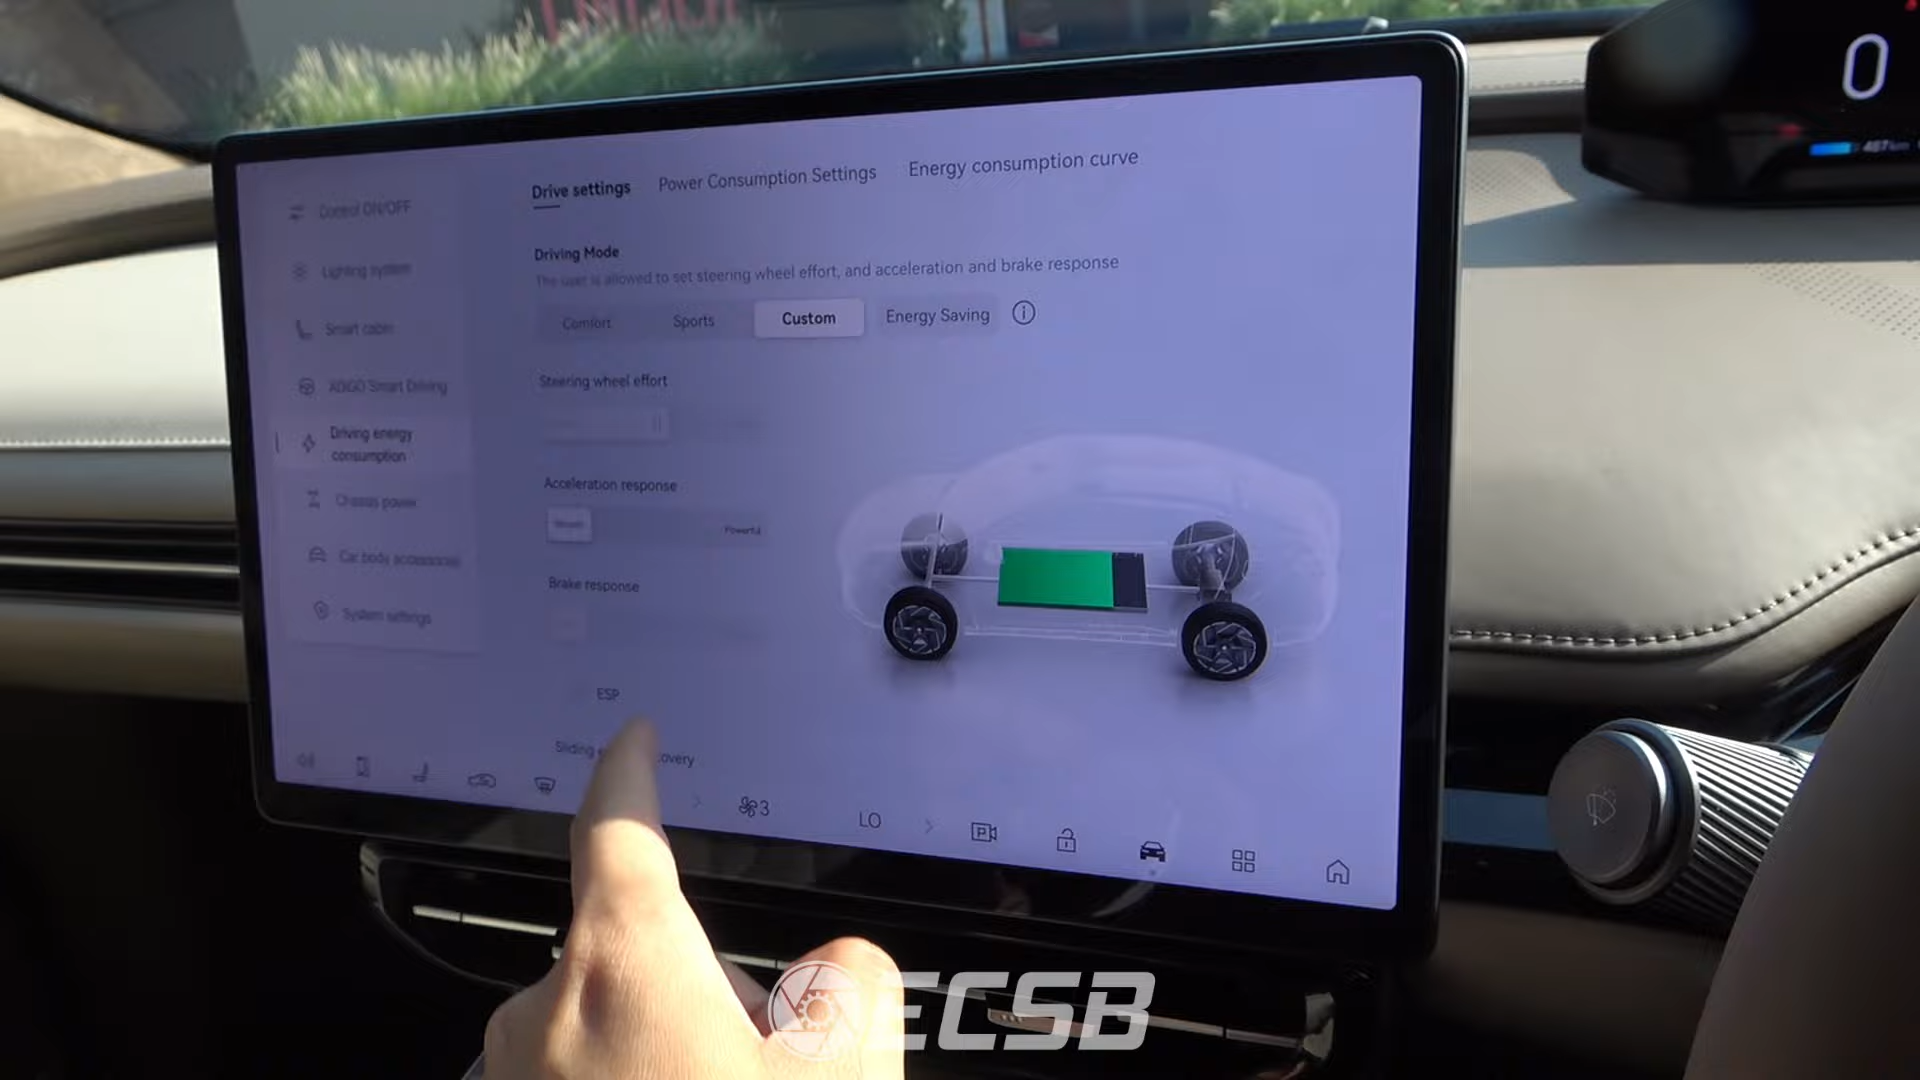 0
487km
Drive settings
Power Consumption Settings
Energy consumption curve
Control ON/OFF
Lighting system
Smart cabin
ADiGO Smart Driving
Driving energy
consumption
Chassis power
Car body accessories
System settings
Driving Mode
The user is allowed to set steering wheel effort, and acceleration and brake response
Comfort
Sports
Custom
Energy Saving
Steering wheel effort
Acceleration response
Powerful
Brake response
ESP
Sliding
covery
3
LO
P
ECSB